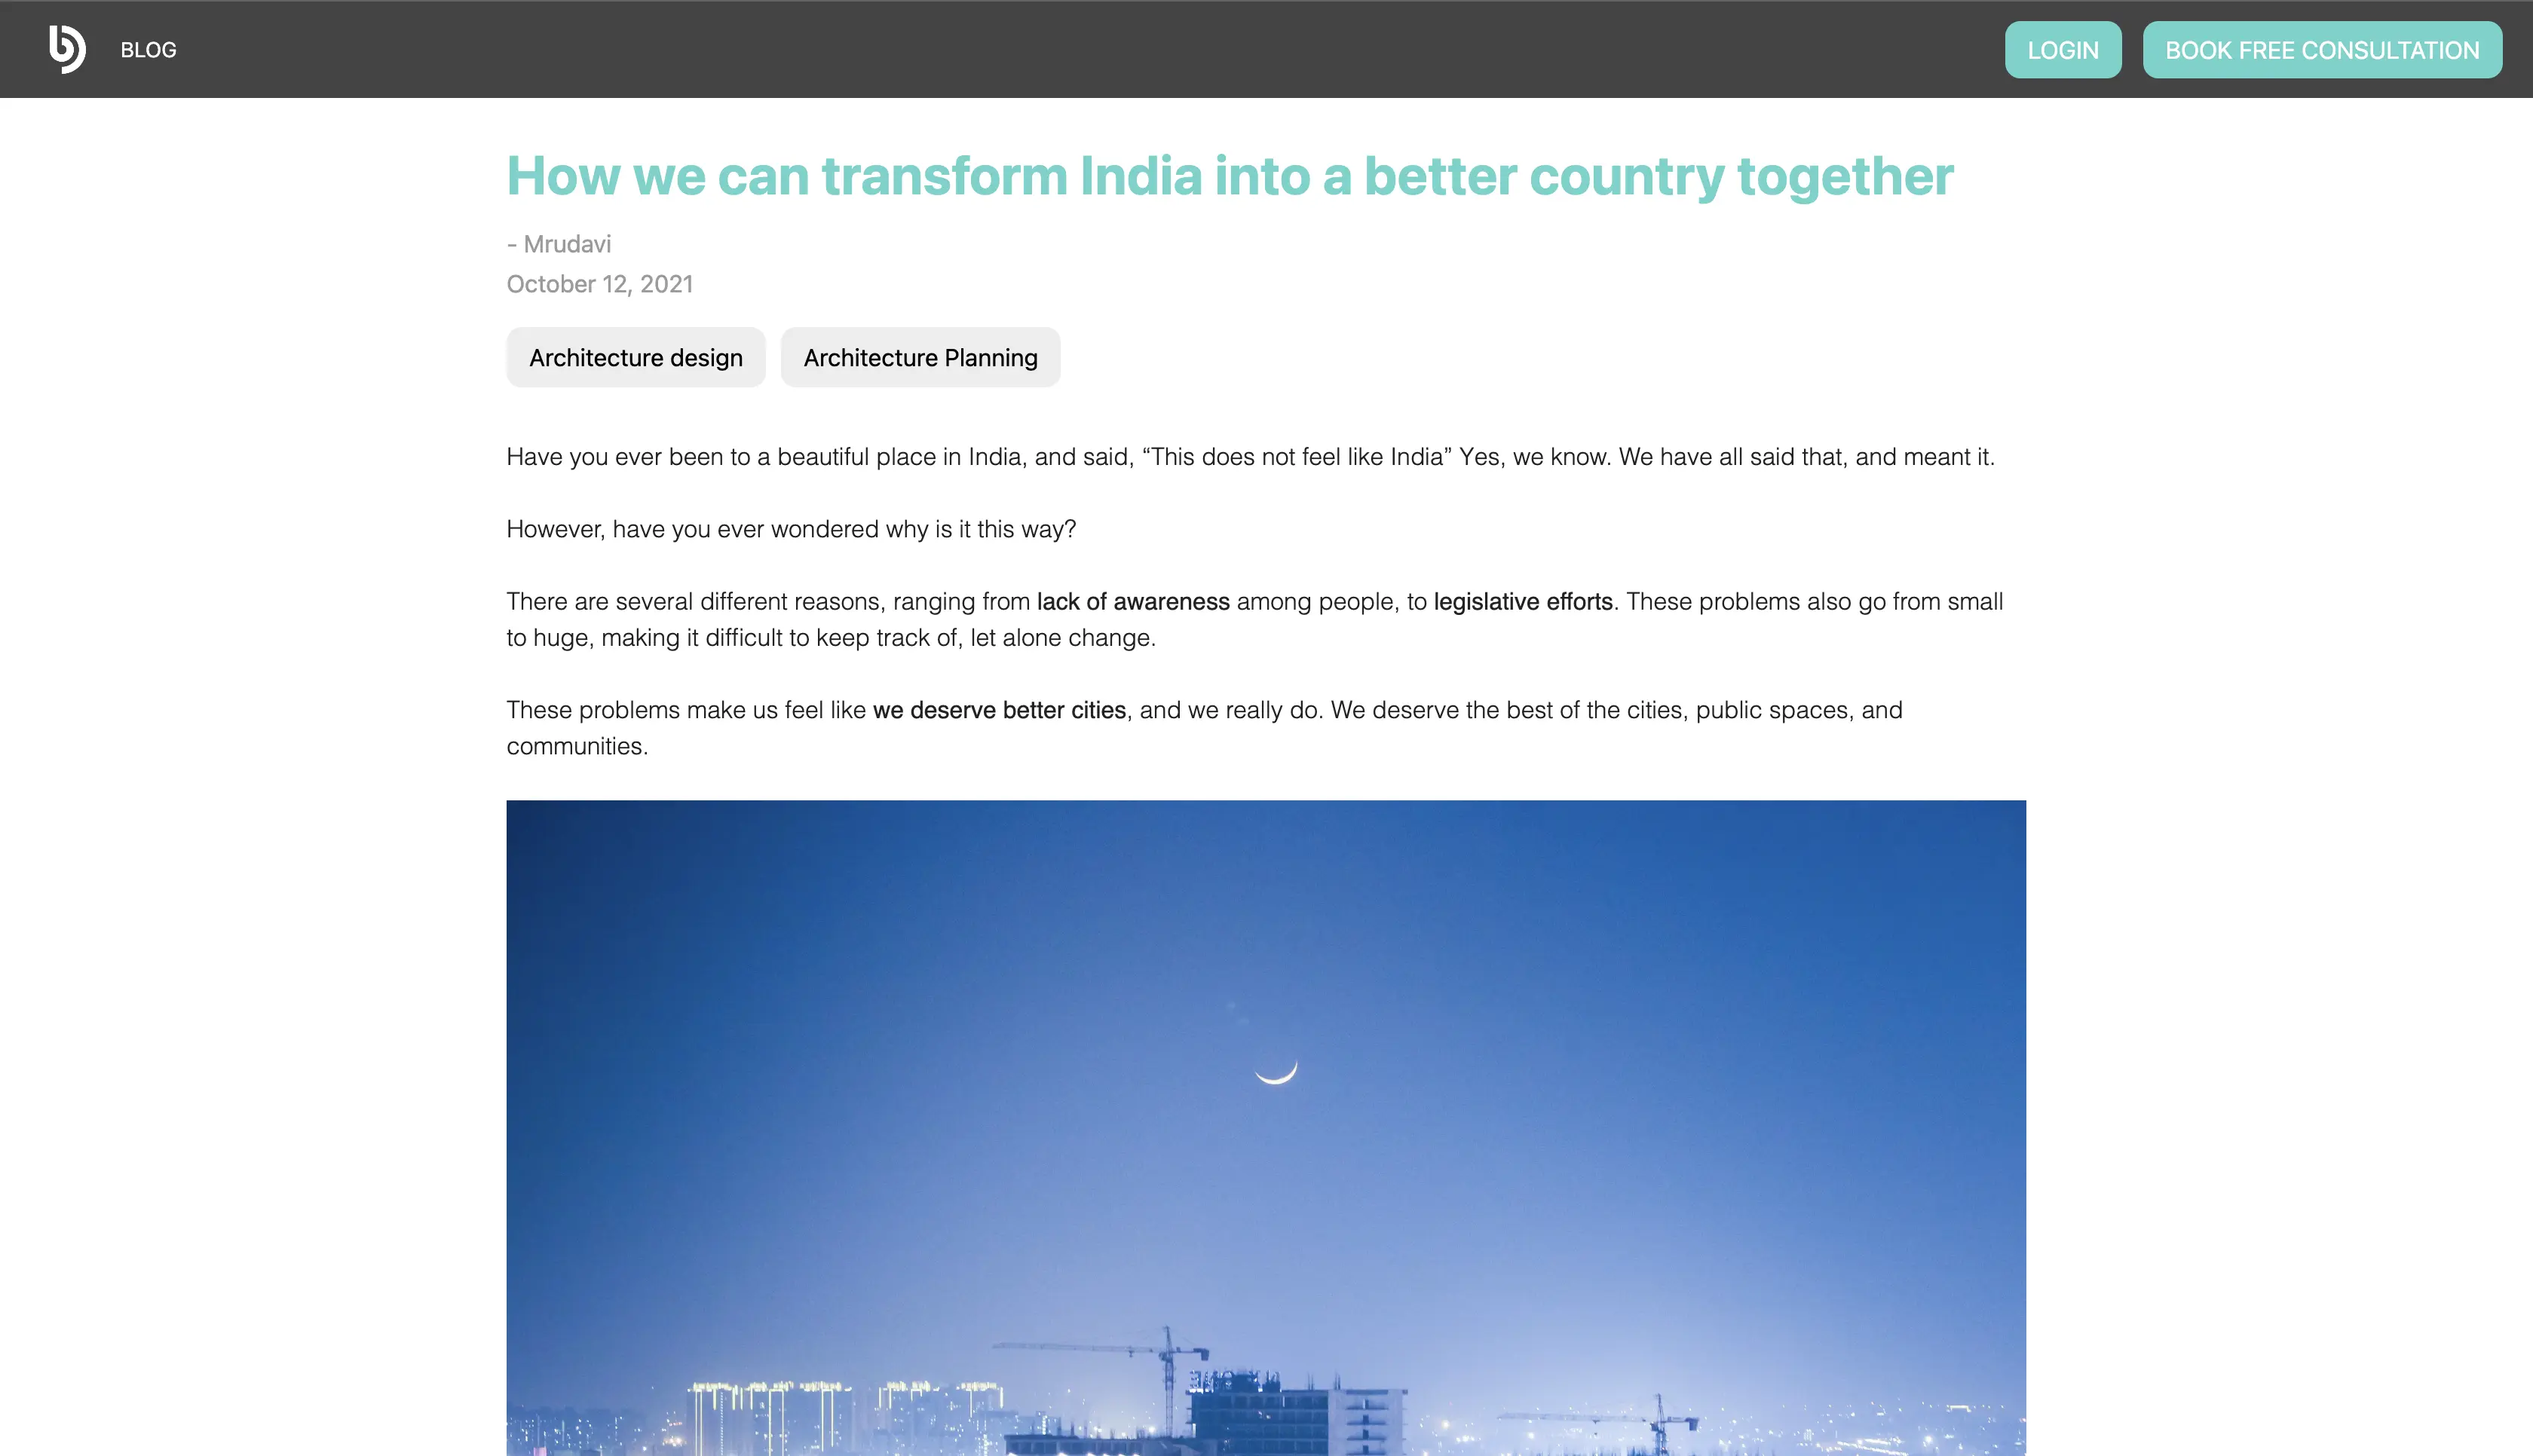 BLOG
LOGIN
BOOK FREE CONSULTATION
How we can transform India into a better country together
- Mrudavi
October 12, 2021
Architecture design
Architecture Planning
Have you ever been to a beautiful place in India, and said, “This does not feel like India” Yes, we know. We have all said that, and meant it.
However, have you ever wondered why is it this way?
There are several different reasons, ranging from lack of awareness among people, to legislative efforts. These problems also go from small
to huge, making it difficult to keep track of, let alone change.
These problems make us feel like we deserve better cities, and we really do. We deserve the best of the cities, public spaces, and
communities.